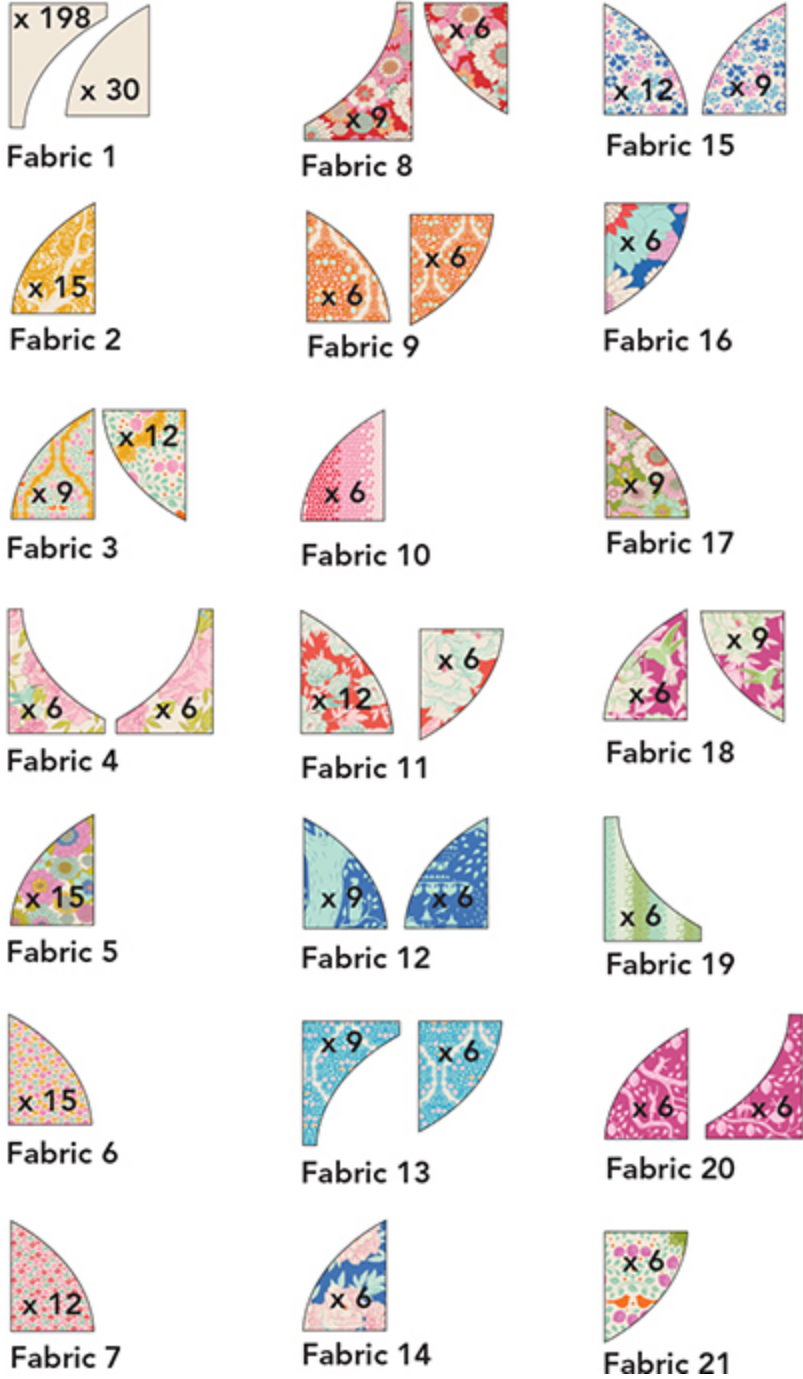 x 198
x 30
Fabric 1
x 9
x 6
Fabric 8
x 12
x 9
Fabric 15
x 15
Fabric 2
x 6
x 6
Fabric 9
x 6
Fabric 16
x 9
x 12
Fabric 3
x 6
Fabric 10
x 9
Fabric 17
x 6
x 6
Fabric 4
x 12
x 6
Fabric 11
x 6
x 9
Fabric 18
x 15
Fabric 5
x 9
x 6
Fabric 12
x 6
Fabric 19
x 15
Fabric 6
x 9
x 6
Fabric 13
x 6
x 6
Fabric 20
x 12
Fabric 7
x 6
Fabric 14
x 6
Fabric 21